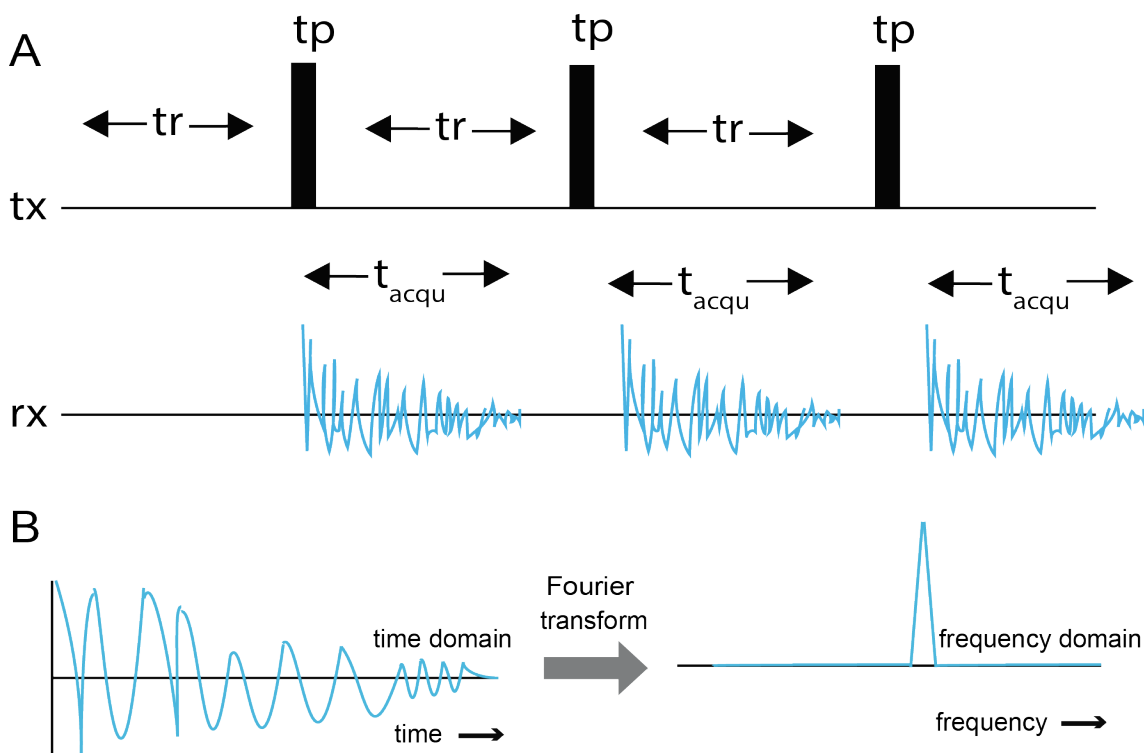 A
tp
tp
tp
tr
tr
tr
tx
tacqu
tacqu
tacqu
rx
B
Fourier
transform
time domain
time
frequency domain
frequency